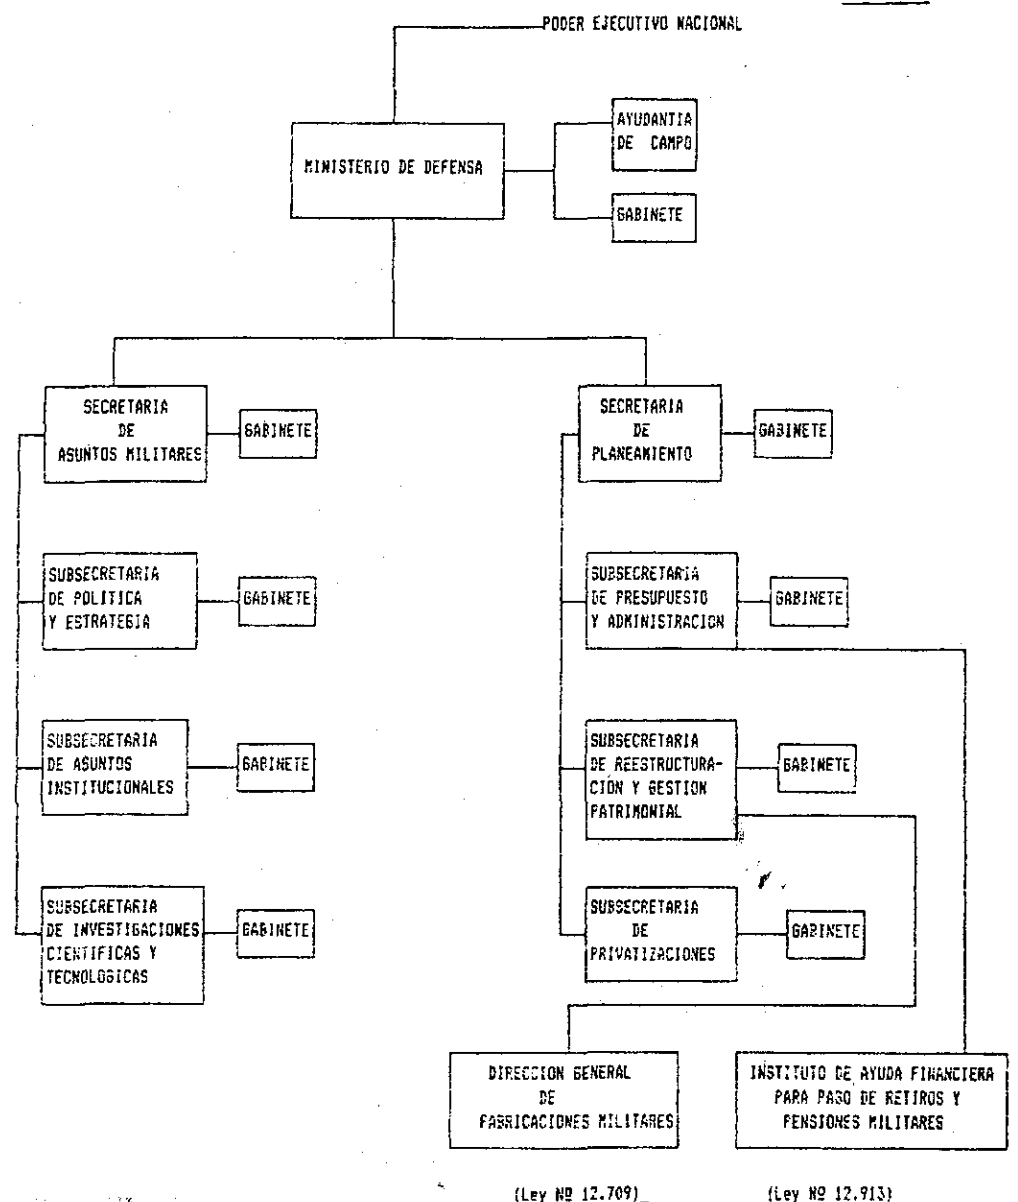 PODER EJECUTIVO NACIONAL
AYUDANTIA
DE CAMPO
MINISTERIO DE DEFENSA
GABINETE
SECRETARIA
DE
ASUNTOS MILITARES
GABINETE
SECRETARIA
DE
PLANEAMIENTO
GABINETE
SUBSECRETARIA
DE POLITICA
Y ESTRATEGIA
GABINETE
SUBSECRETARIA
DE PRESUPUESTO
Y ADMINISTRACION
GABINETE
SUBSECRETARIA
DE ASUNTOS
INSTITUCIONALES
GABINETE
SUBSECRETARIA
DE REESTRUCTURA-
CIÓN Y GESTION
PATRIMONIAL
GABINETE
SUBSECRETARIA
DE INVESTIGACIONES
CIENTIFICAS Y
TECNOLOGICAS
GABINETE
SUBSECRETARIA
DE
PRIVATIZACIONES
GABINETE
DIRECCION GENERAL
DE
FABRICACIONES MILITARES
INSTITUTO DE AYUDA FINANCIERA
PARA PAGO DE RETIROS Y
PENSIONES MILITARES
(Ley Nº 12.709)
(Ley Nº 12.913)